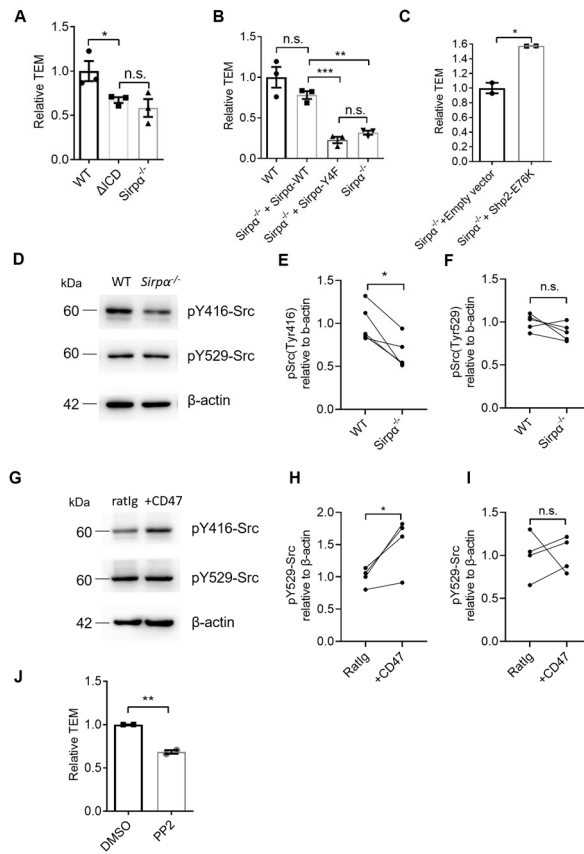 A
Relative TEM
1.5
1.0
0.5
0.0
*
n.s.
WT
ΔICD
Sirpα-/-
B
Relative TEM
1.5
1.0
0.5
0.0
n.s.
**
***
n.s.
WT
Sirpα-/-+ Sirpα-WT
Sirpα-/- + Sirpα-Y4F
Sirpα-/-
C
Relative TEM
1.6
1.6
1.4
1.2
1.0
0.8
0.6
0.4
0.2
0.0
*
Sirpα-/-+Empty vector
Sirpα-/-+ Shp2-E76K
D
kDa
WT
Sirpα-/-
60
pY416-Src
60
pY529-Src
42
β-actin
E
pSrc(Tyr416)
relative to b-actin
1.5
1.0
0.5
0.0
*
WT
Sirpα-/-
F
pSrc(Tyr529)
relative to b-actin
1.5
1.0
0.5
0.0
n.s.
WT
Sirpα-/-
G
kDa
ratIg
+CD47
60
pY416-Src
60
pY529-Src
42
β-actin
H
pY529-Src
relative to β-actin
2.0
1.5
1.0
0.5
0.0
*
RatIg
+CD47
I
pY529-Src
relative to β-actin
1.5
1.0
0.5
0.0
n.s.
RatIg
+CD47
J
Relative TEM
1.5
1.0
0.5
0.0
**
DMSO
PP2